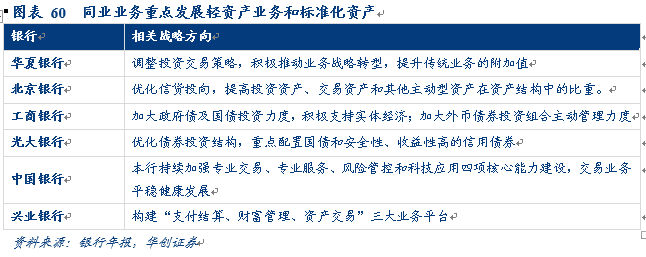 图表 60 同业业务重点发展轻资产业务和标准化资产
银行 相关战略方向
华夏银行 调整投资交易策略，积极推动业务战略转型，提升传统业务的附加值
北京银行 优化信贷投向，提高投资资产、交易资产和其他主动型资产在资产结构中的比重。
工商银行 加大政府债及国债投资力度，积极支持实体经济；加大外币债券投资组合主动管理力度
光大银行 优化债券投资结构，重点配置国债和安全性、收益性高的信用债券
中国银行 本行持续加强专业交易、专业服务、风险管控和科技应用四项核心能力建设，交易业务
平稳健康发展
兴业银行 构建“支付结算、财富管理、资产交易”三大业务平台
资料来源：银行年报，华创证券